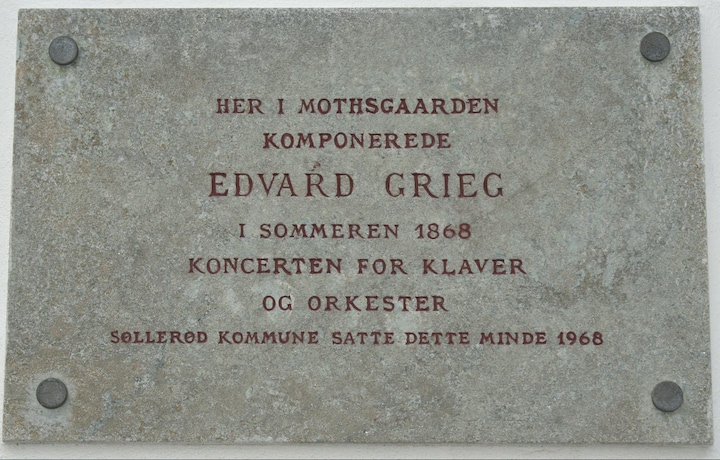 HER I MOTHSGAARDEN
KOMPONEREDE
EDVARD GRIEG
I SOMMEREN 1868
KONCERTEN FOR KLAVER
OG ORKESTER
SØLLERØD KOMMUNE SATTE DETTE MINDE 1968